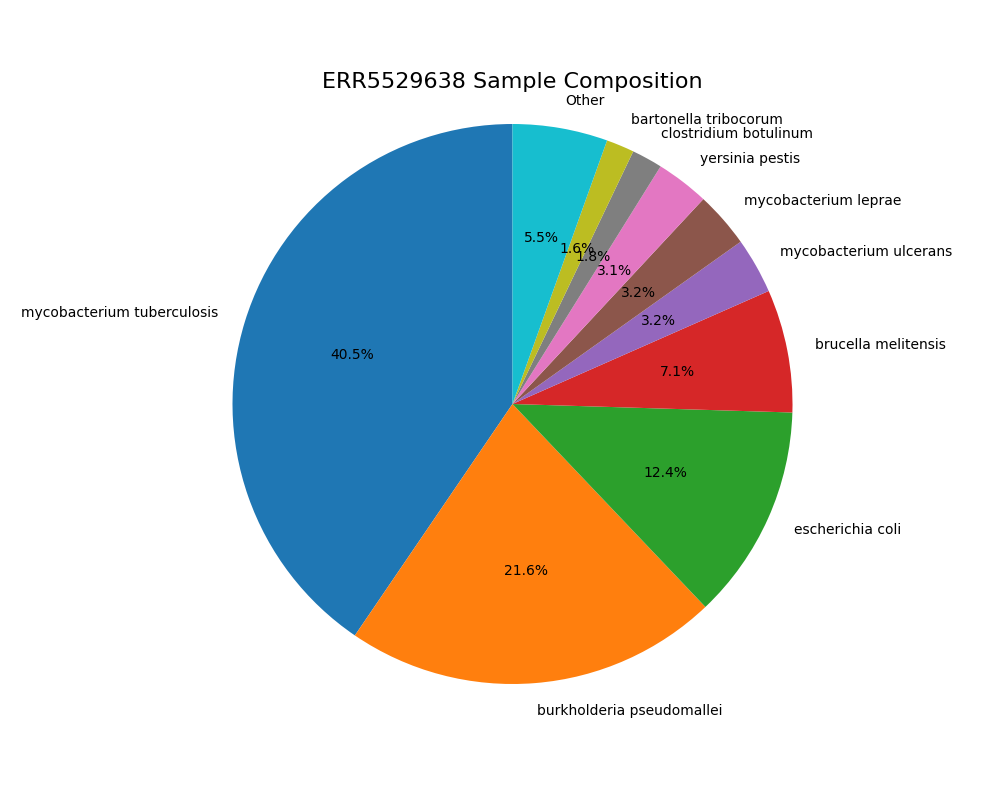 ERR5529638 Sample Composition
Other
bartonella tribocorum
clostridium botulinum
yersinia pestis
mycobacterium leprae
mycobacterium ulcerans
brucella melitensis
escherichia coli
burkholderia pseudomallei
mycobacterium tuberculosis
5.5%
1.6%
1.8%
3.1%
3.2%
3.2%
7.1%
12.4%
21.6%
40.5%